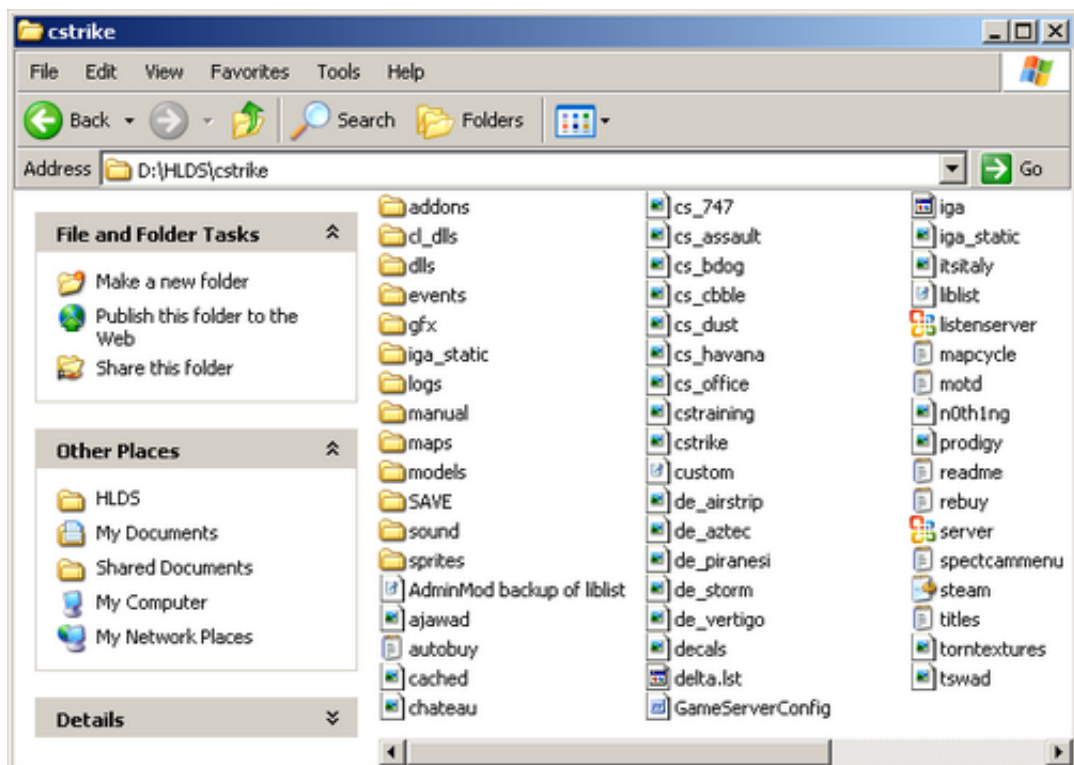 cstrike
File Edit View Favorites Tools Help
Back Search Folders
Address D:\HLDS\cstrike Go
File and Folder Tasks
Make a new folder
Publish this folder to the
Web
Share this folder
Other Places
HLDS
My Documents
Shared Documents
My Computer
My Network Places
Details
addons
cl_dlls
dlls
events
gfx
iga_static
logs
manual
maps
models
SAVE
sound
sprites
AdminMod backup of liblist
ajawad
autobuy
cached
chateau
cs_747
cs_assault
cs_bdog
cs_cbble
cs_dust
cs_havana
cs_office
cstraining
cstrike
custom
de_airstrip
de_aztec
de_piranesi
de_storm
de_vertigo
decals
delta.lst
GameServerConfig
iga
iga_static
itsitaly
liblist
listenserver
mapcycle
motd
n0th1ng
prodigy
readme
rebuy
server
spectcammenu
steam
titles
torntextures
tswad